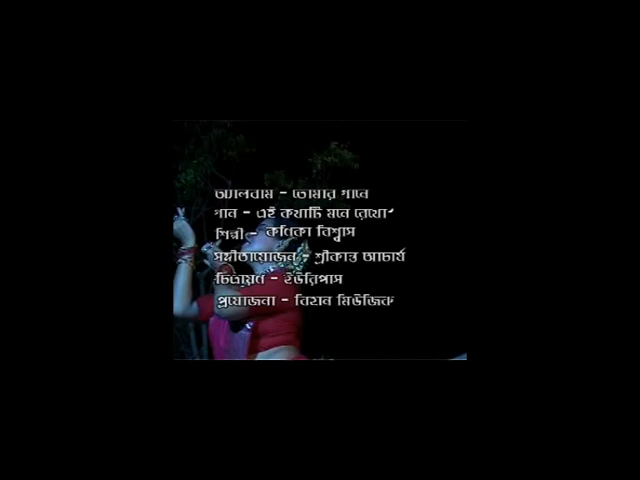 অ্যালবাম - তোমার গানে
গান - এই কথাটি মনে রেখো
শিল্পী - কণিকা বিশ্বাস
সঙ্গীতায়োজন - শ্রীকান্ত আচার্য
চিত্রায়ণ - ইউরিপাস
প্রযোজনা - বিহান মিউজিক